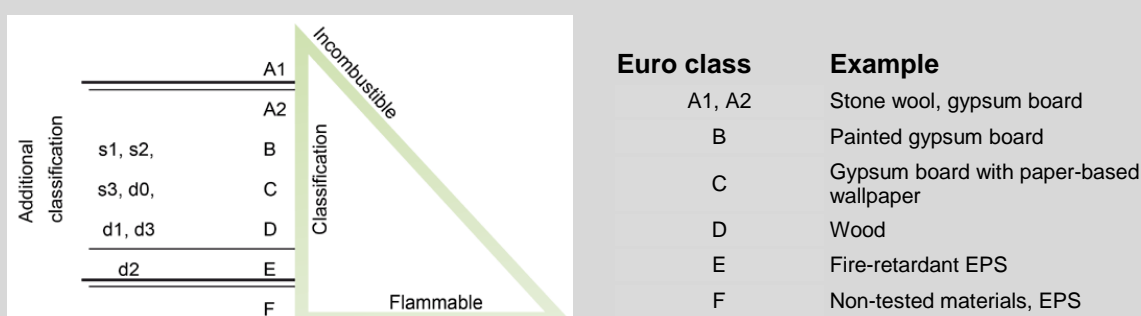 Additional
classification
s1, s2,
s3, d0,
d1, d3
d2
A1
A2
B
C
D
E
F
Classification
Incombustible
Flammable
Euro class Example
A1, A2 Stone wool, gypsum board
B Painted gypsum board
C Gypsum board with paper-based
wallpaper
D Wood
E Fire-retardant EPS
F Non-tested materials, EPS